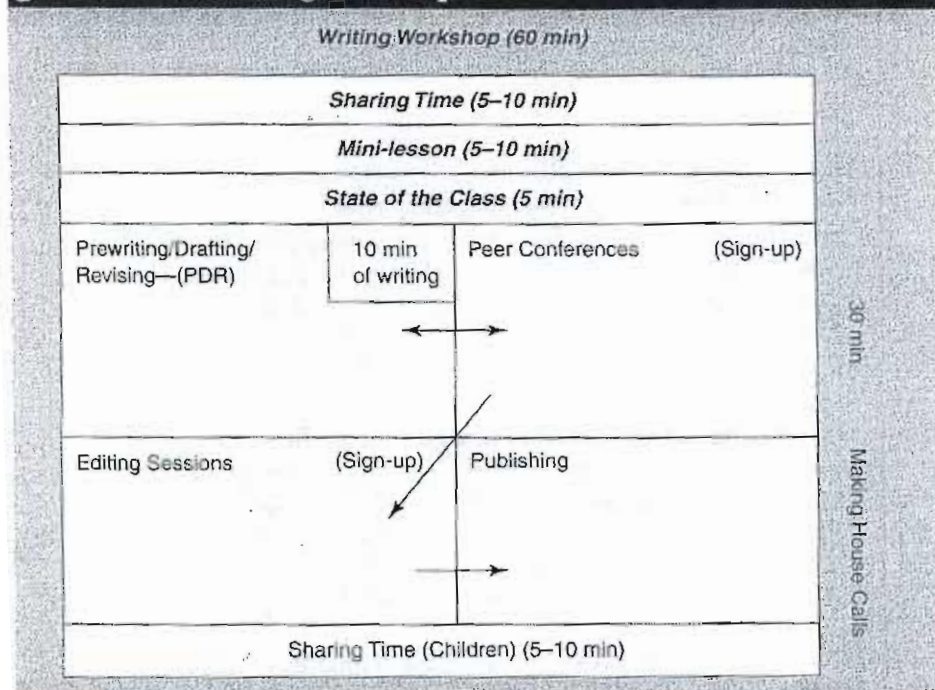 Writing Workshop (60 min)
Sharing Time (5–10 min)
Mini-lesson (5–10 min)
State of the Class (5 min)
Prewriting/Drafting/
Revising—(PDR)
10 min
of writing
Peer Conferences (Sign-up)
30 min
Editing Sessions (Sign-up)
Publishing
Making House Calls
Sharing Time (Children) (5–10 min)